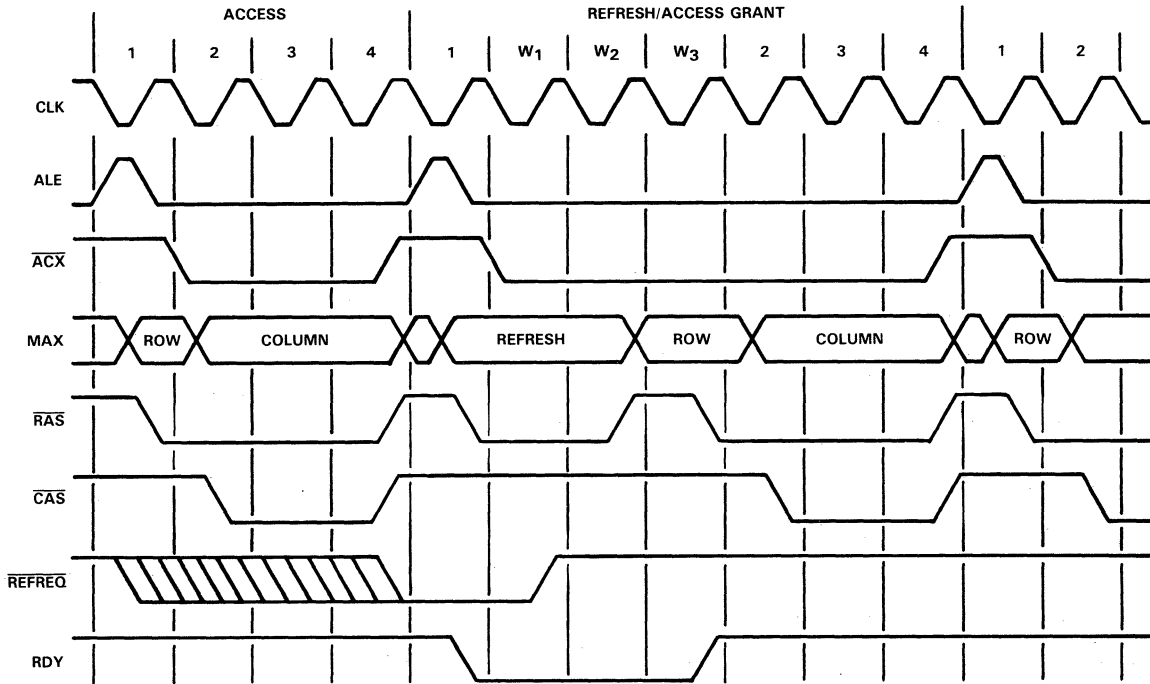 ACCESS REFRESH/ACCESS GRANT
1 2 3 4 1 W1 W2 W3 2 3 4 1 2
CLK
ALE
ACX
MAX ROW COLUMN REFRESH ROW COLUMN ROW
RAS
CAS
REFREQ
RDY